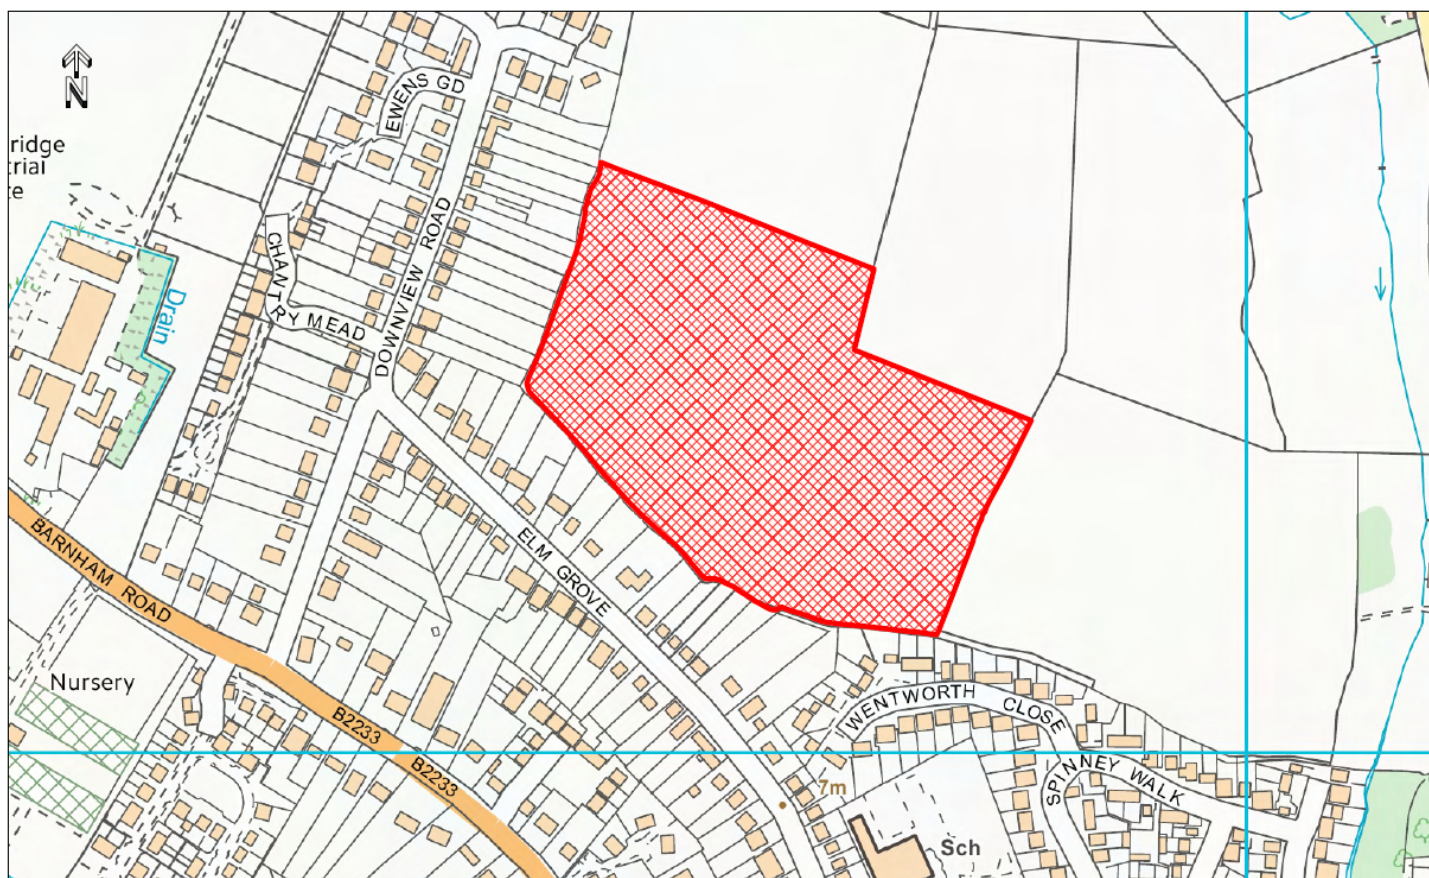 N
EWENS GD
ridge
trial
te
DOWNVIEW ROAD
CHANTRY MEAD
Drain
BARNHAM ROAD
ELM GROVE
Nursery
B2233
B2233
WENTWORTH CLOSE
SPINNEY WALK
7m
Sch